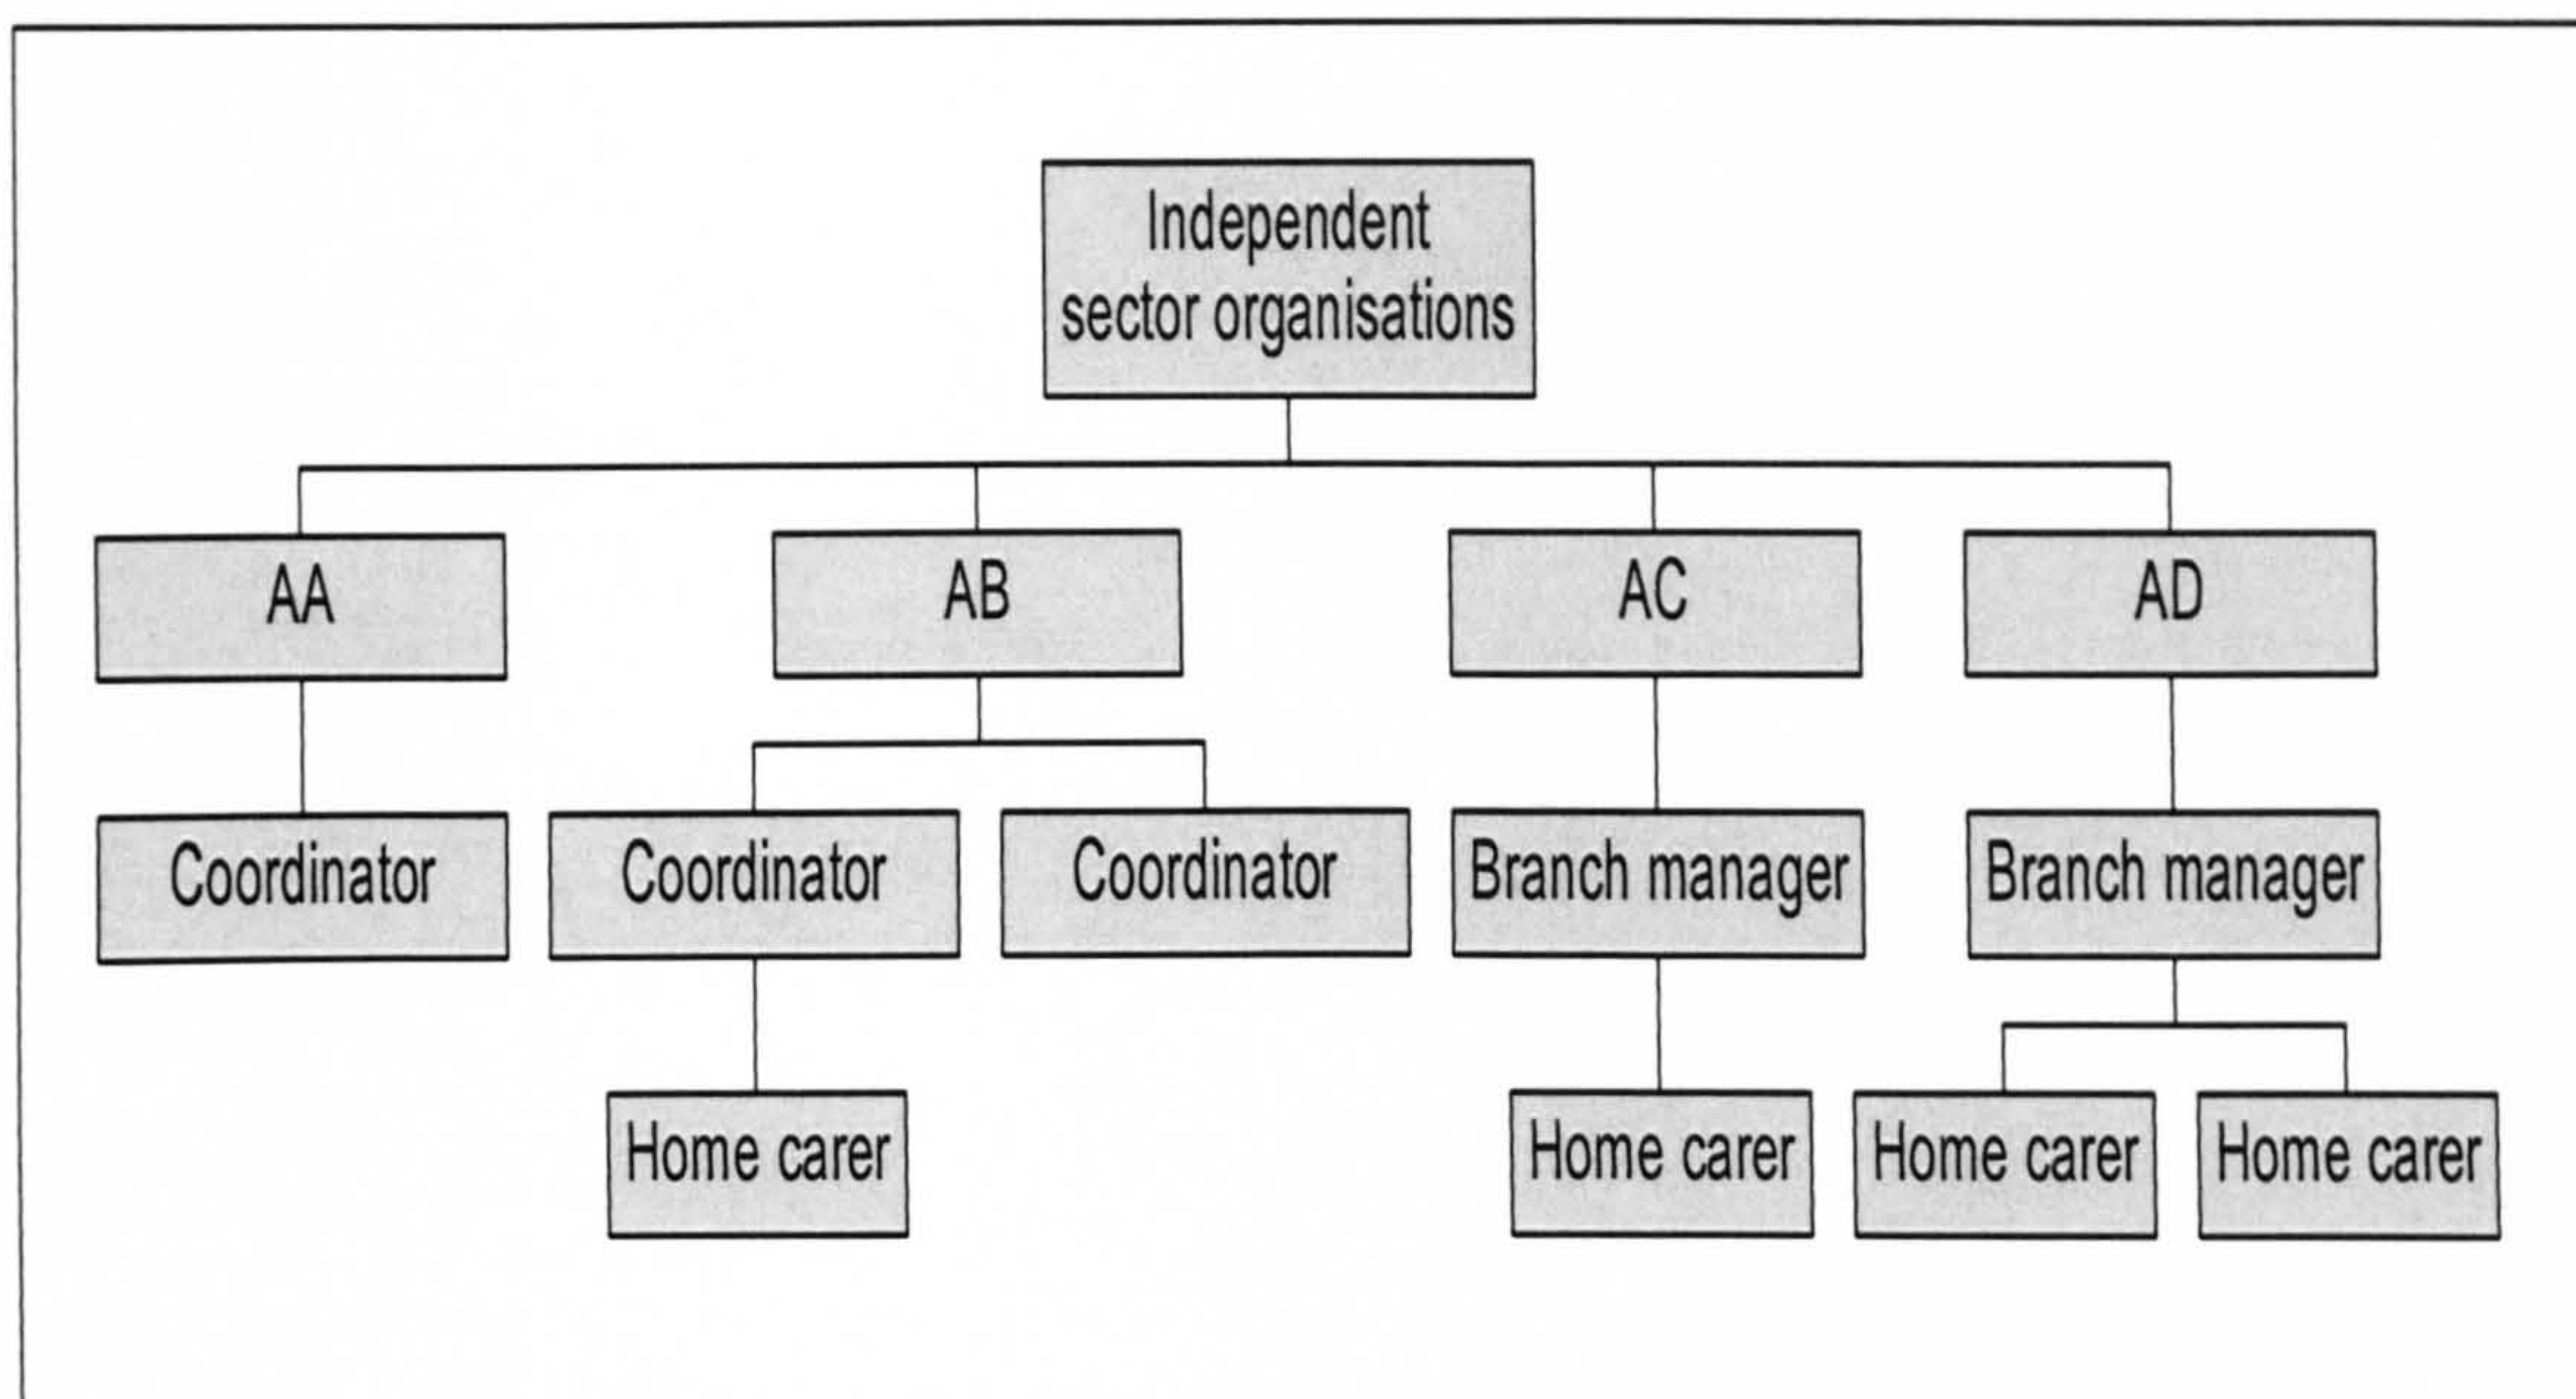 Independent
sector organisations
AA
AB
AC
AD
Coordinator
Coordinator
Coordinator
Branch manager
Branch manager
Home carer
Home carer
Home carer
Home carer